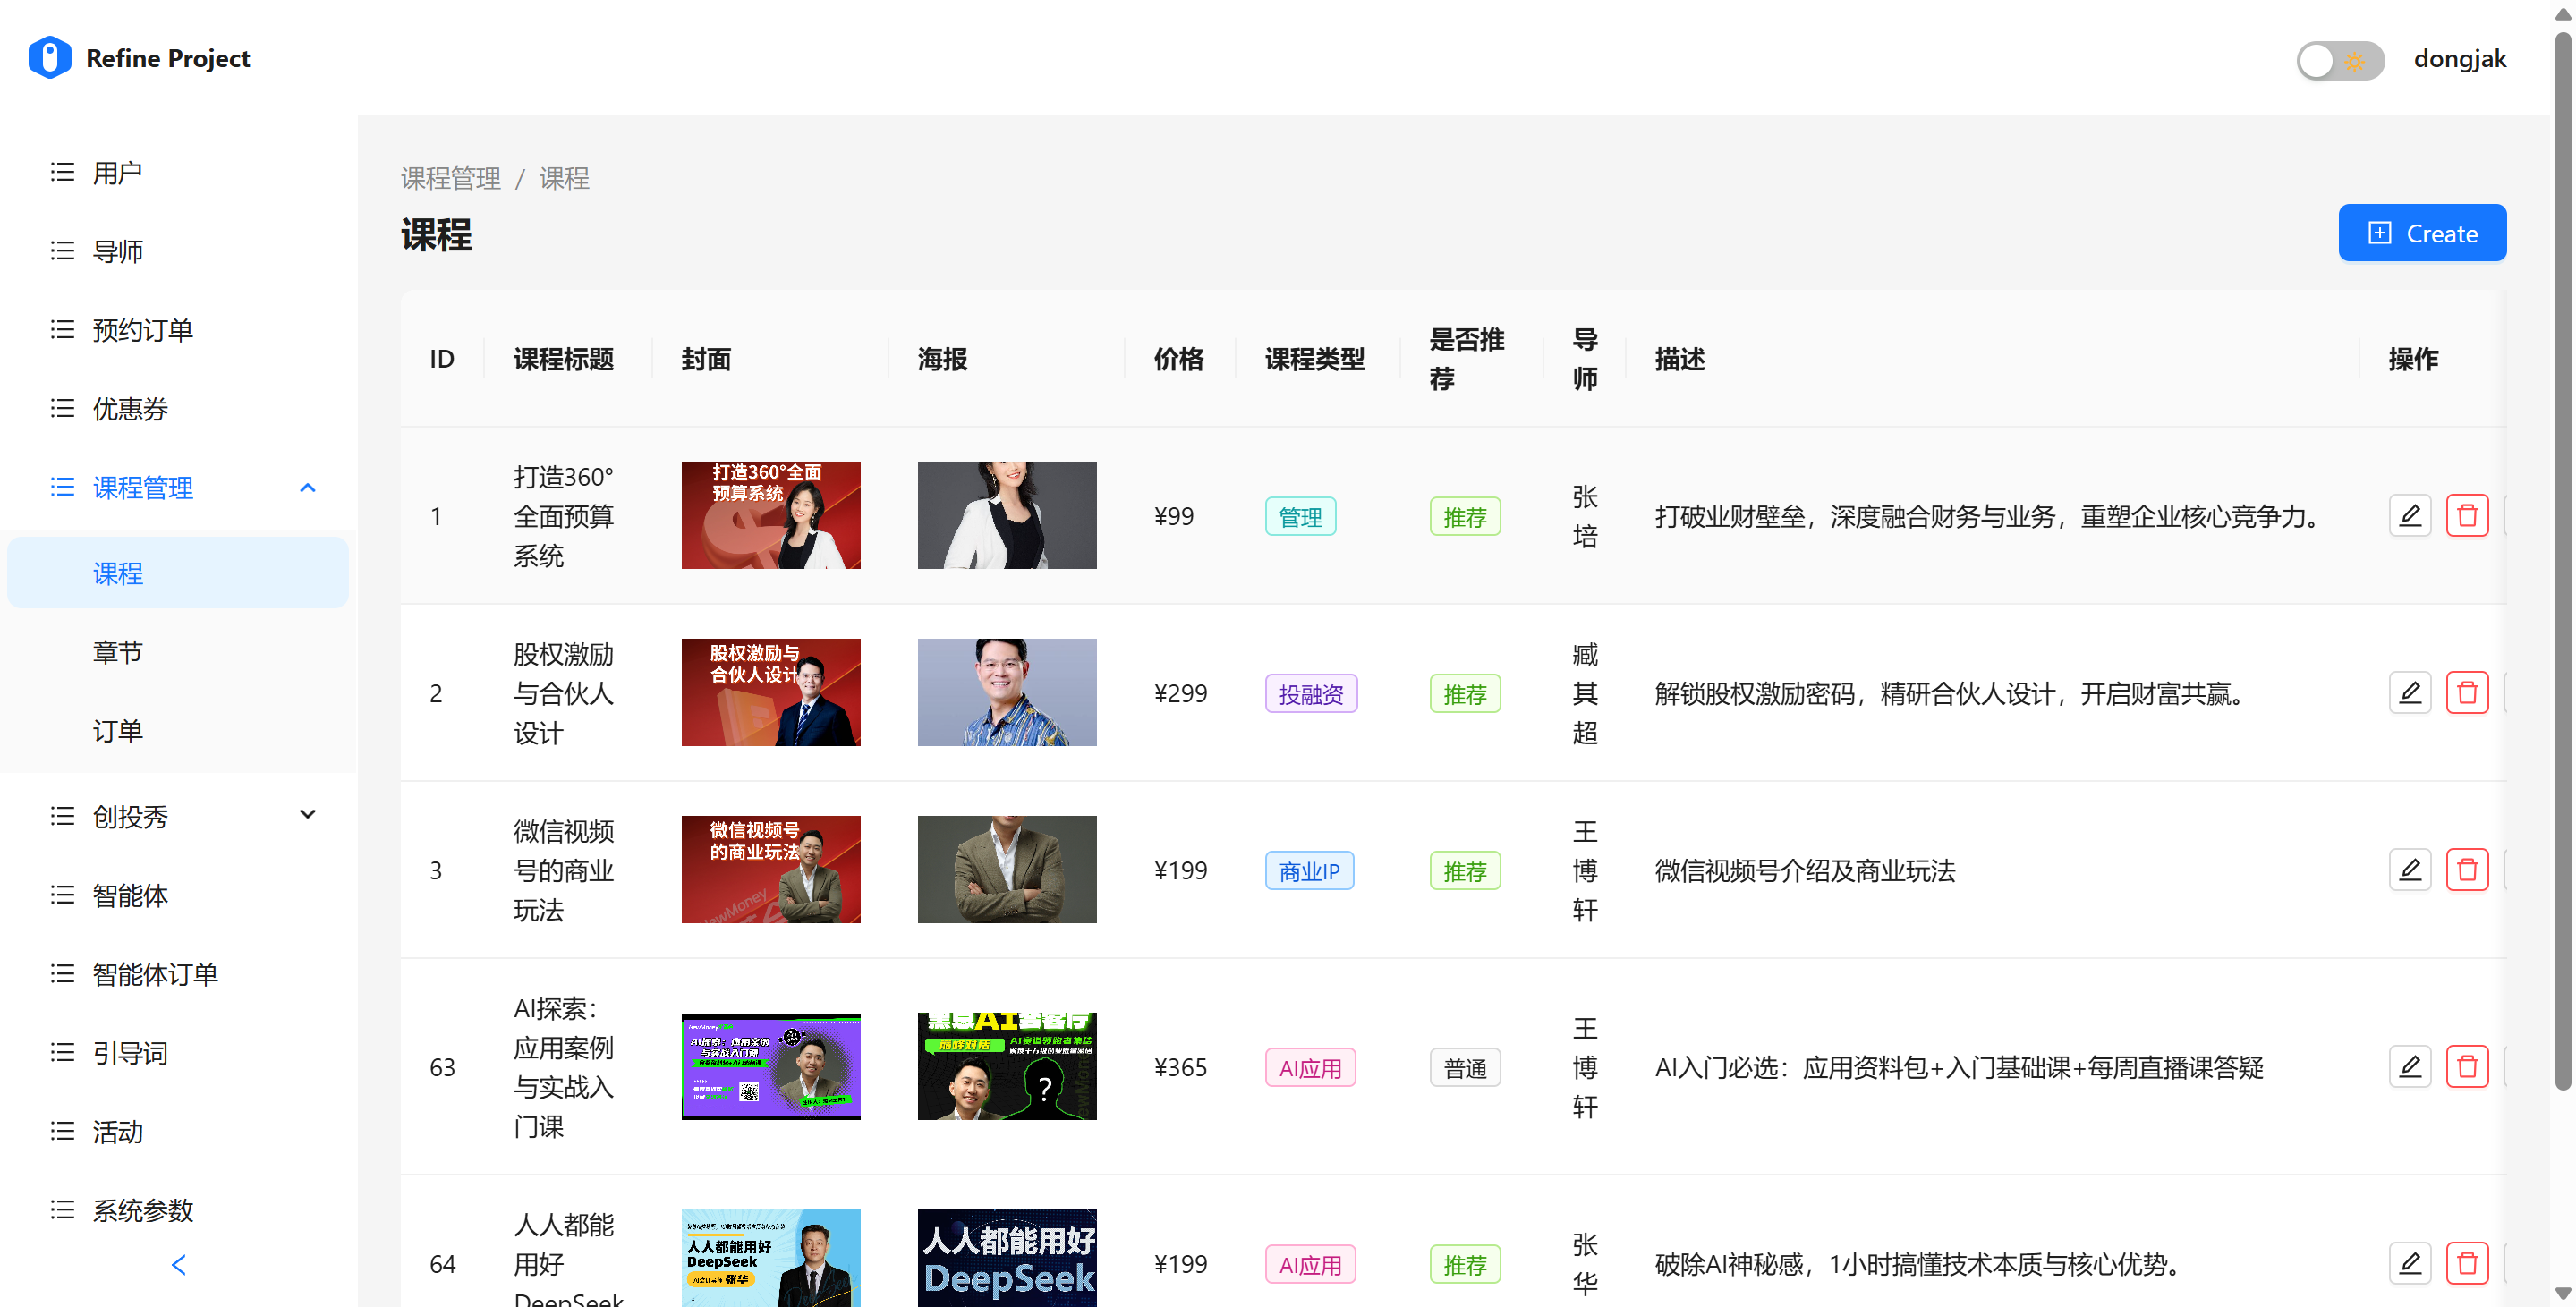 Refine Project
dongjak
用户
导师
预约订单
优惠券
课程管理
课程
章节
订单
创投秀
智能体
智能体订单
引导词
活动
系统参数
课程管理 / 课程
课程
Create
ID 课程标题 封面 海报 价格 课程类型 是否推荐 导师 描述 操作
1
打造360°
全面预算
系统
打造360°全面
预算系统
¥99
管理
推荐
张
培
打破业财壁垒，深度融合财务与业务，重塑企业核心竞争力。
2
股权激励
与合伙人
设计
股权激励与
合伙人设计
¥299
投融资
推荐
臧
其
超
解锁股权激励密码，精研合伙人设计，开启财富共赢。
3
微信视频
号的商业
玩法
微信视频号
的商业玩法
¥199
商业IP
推荐
王
博
轩
微信视频号介绍及商业玩法
63
AI探索：
应用案例
与实战入
门课
AI探索：应用案例
与实战入门课
¥365
AI应用
普通
王
博
轩
AI入门必选：应用资料包+入门基础课+每周直播课答疑
64
人人都能
用好
DeepSeek
人人都能用好
DeepSeek
张华
人人都能用好
DeepSeek
¥199
AI应用
推荐
张
华
破除AI神秘感，1小时搞懂技术本质与核心优势。